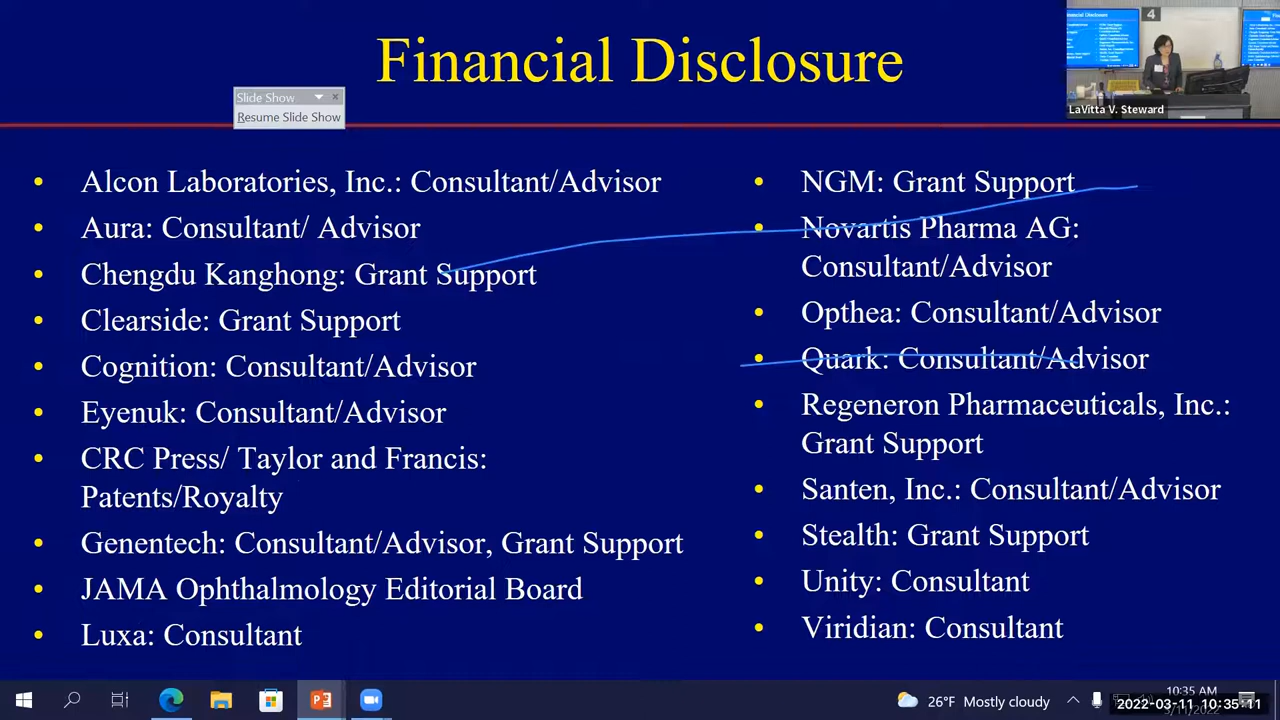 Financial Disclosure
Slide Show
Resume Slide Show
4
LaVitta V. Steward
• Alcon Laboratories, Inc.: Consultant/Advisor
• Aura: Consultant/ Advisor
• Chengdu Kanghong: Grant Support
• Clearside: Grant Support
• Cognition: Consultant/Advisor
• Eyenuk: Consultant/Advisor
• CRC Press/ Taylor and Francis:
Patents/Royalty
• Genentech: Consultant/Advisor, Grant Support
• JAMA Ophthalmology Editorial Board
• Luxa: Consultant
• NGM: Grant Support
• Novartis Pharma AG:
Consultant/Advisor
• Opthea: Consultant/Advisor
• Quark: Consultant/Advisor
• Regeneron Pharmaceuticals, Inc.:
Grant Support
• Santen, Inc.: Consultant/Advisor
• Stealth: Grant Support
• Unity: Consultant
• Viridian: Consultant
26°F Mostly cloudy
10:35 AM
2022-03-11 10:35:11